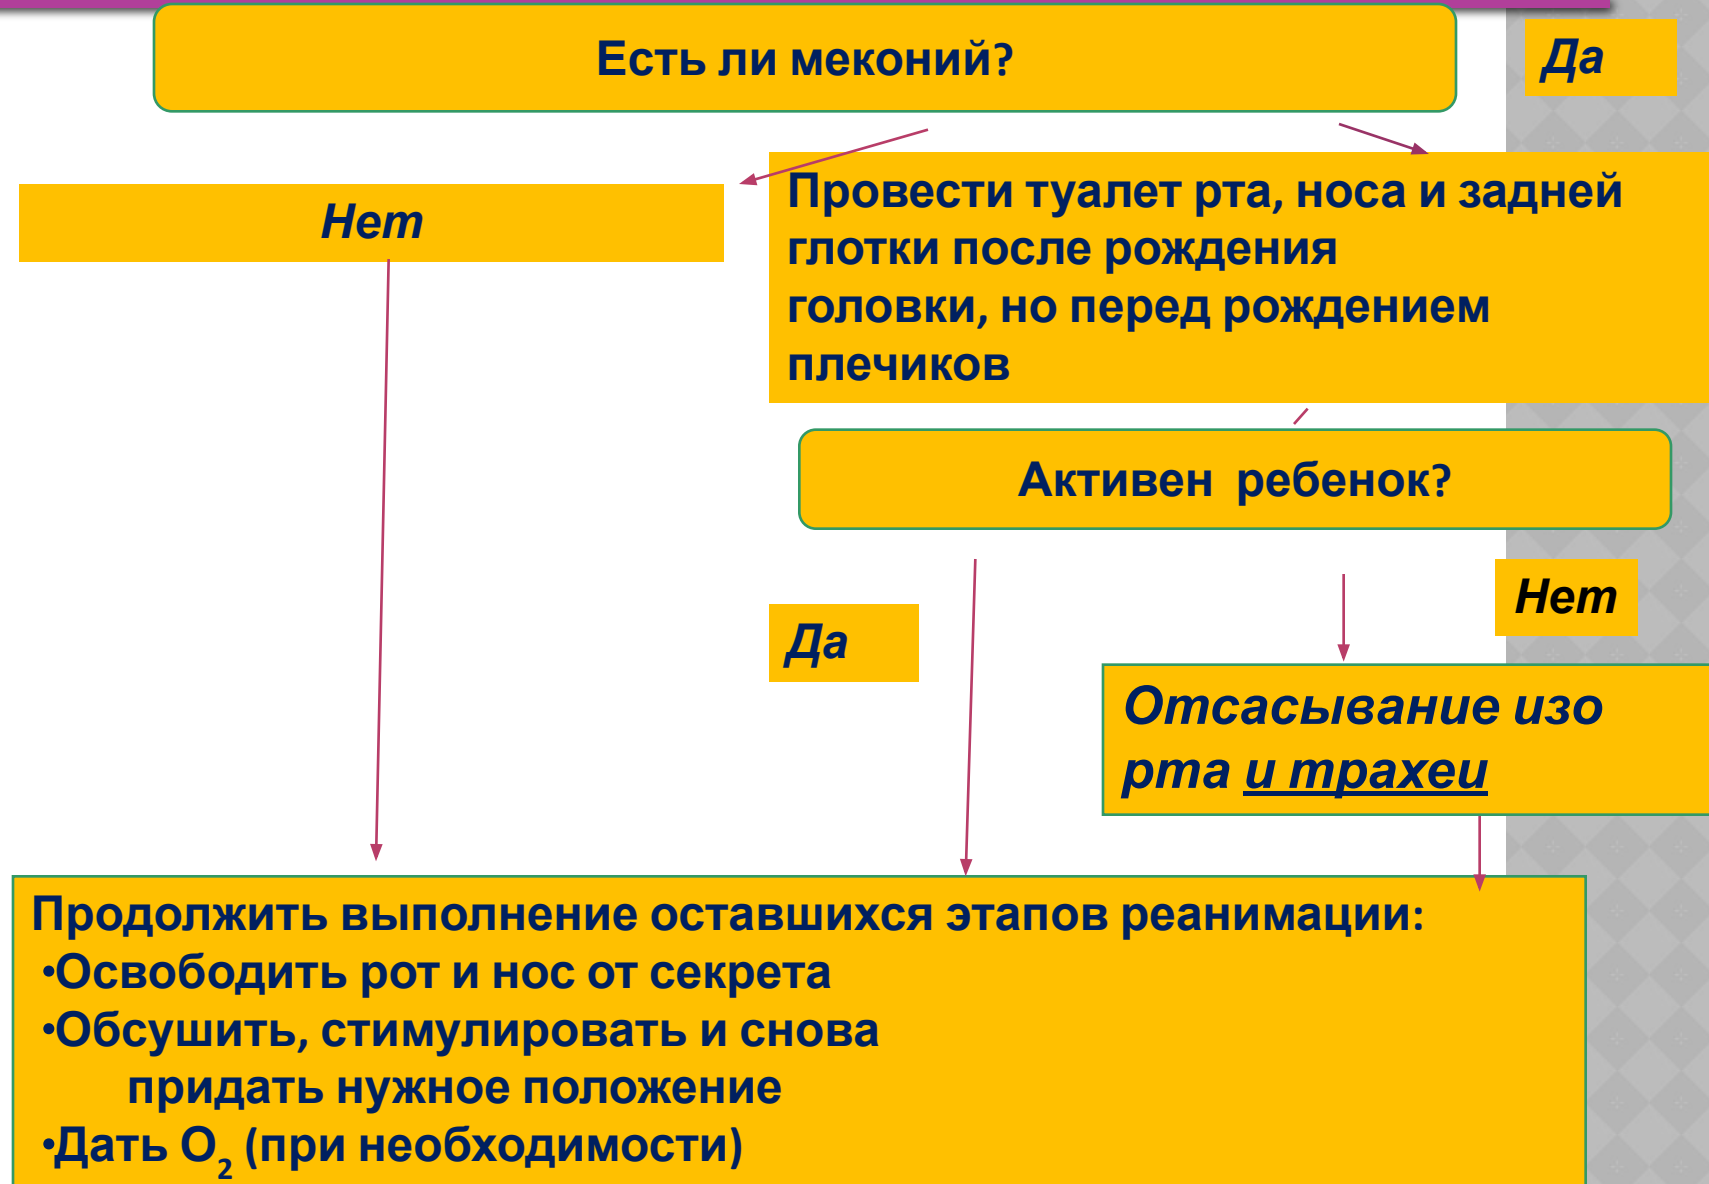 Есть ли меконий?
Да
Нет
Провести туалет рта, носа и задней
глотки после рождения
головки, но перед рождением
плечиков
Активен ребенок?
Да
Нет
Отсасывание изо
рта и трахеи
Продолжить выполнение оставшихся этапов реанимации:
•Освободить рот и нос от секрета
•Обсушить, стимулировать и снова
придать нужное положение
•Дать О₂ (при необходимости)